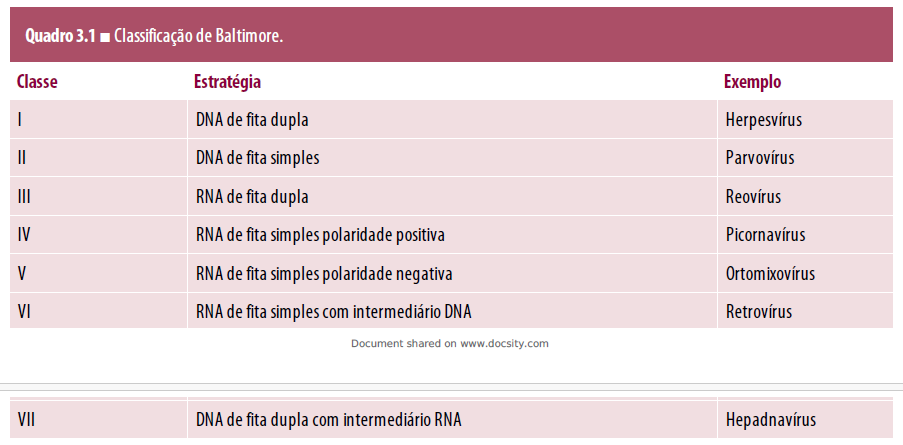 Quadro 3.1 ■ Classificação de Baltimore.
Classe Estratégia Exemplo
I DNA de fita dupla Herpesvírus
II DNA de fita simples Parvovírus
III RNA de fita dupla Reovírus
IV RNA de fita simples polaridade positiva Picornavírus
V RNA de fita simples polaridade negativa Ortomixovírus
VI RNA de fita simples com intermediário DNA Retrovírus
Document shared on www.docsity.com
VII DNA de fita dupla com intermediário RNA Hepadnavírus